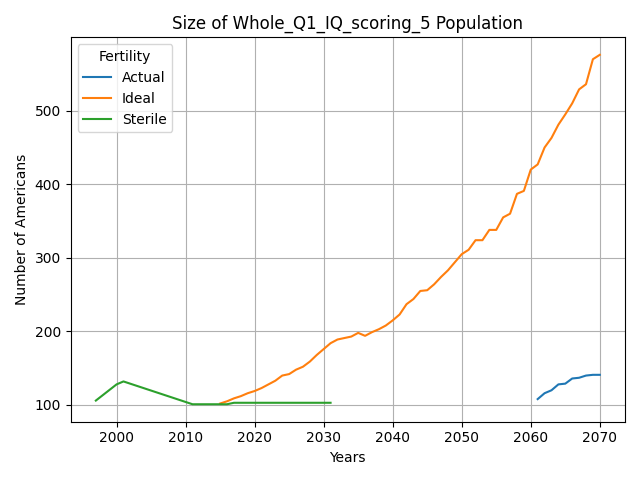 Size of Whole_Q1_IQ_scoring_5 Population
Fertility
Actual
Ideal
Sterile
Number of Americans
500
400
300
200
100
2000 2010 2020 2030 2040 2050 2060 2070
Years